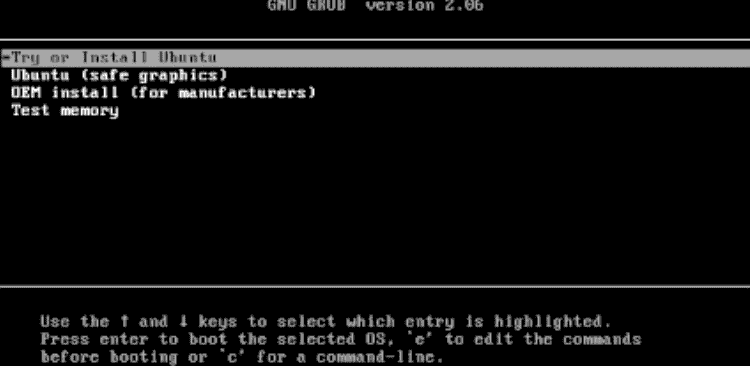 GNU GRUB version 2.06
*Try or Install Ubuntu
Ubuntu (safe graphics)
OEM install (for manufacturers)
Test memory
Use the ↑ and ↓ keys to select which entry is highlighted.
Press enter to boot the selected OS, `e' to edit the commands
before booting or `c' for a command-line.